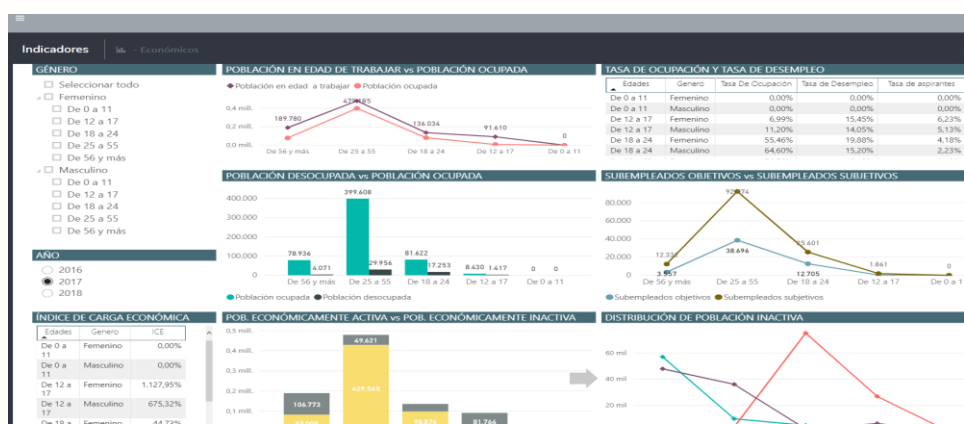 Indicadores - Económicos
GÉNERO
Seleccionar todo
Femenino
De 0 a 11
De 12 a 17
De 18 a 24
De 25 a 55
De 56 y más
Masculino
De 0 a 11
De 12 a 17
De 18 a 24
De 25 a 55
De 56 y más
AÑO
2016
2017
2018
ÍNDICE DE CARGA ECONÓMICA
Edades Genero ICE
De 0 a 11 Femenino 0,00%
De 0 a 11 Masculino 0,00%
De 12 a 17 Femenino 1.127,95%
De 12 a 17 Masculino 675,32%
De 18 a Femenino 44,73%
POBLACIÓN EN EDAD DE TRABAJAR vs POBLACIÓN OCUPADA
Población en edad a trabajar Población ocupada
0,4 mill.
0,2 mill.
0,0 mill.
189.780
136.034
91.610
0
De 56 y más De 25 a 55 De 18 a 24 De 12 a 17 De 0 a 11
POBLACIÓN DESOCUPADA vs POBLACIÓN OCUPADA
400.000
300.000
200.000
100.000
0
78.936
4.071
399.608
29.956
81.622
17.253
8.430
1.417
0
0
De 56 y más De 25 a 55 De 18 a 24 De 12 a 17 De 0 a 11
Población ocupada Población desocupada
POB. ECONÓMICAMENTE ACTIVA vs POB. ECONÓMICAMENTE INACTIVA
0,5 mill.
0,4 mill.
0,2 mill.
0,1 mill.
106.773
49.621
81.766
TASA DE OCUPACIÓN Y TASA DE DESEMPLEO
Edades Genero Tasa De Ocupación Tasa de Desempleo Tasa de aspirantes
De 0 a 11 Femenino 0,00% 0,00% 0,00%
De 0 a 11 Masculino 0,00% 0,00% 0,00%
De 12 a 17 Femenino 6,99% 15,45% 6,23%
De 12 a 17 Masculino 11,20% 14,05% 5,13%
De 18 a 24 Femenino 55,46% 19,88% 4,18%
De 18 a 24 Masculino 64,60% 15,20% 2,23%
SUBEMPLEADOS OBJETIVOS vs SUBEMPLEADOS SUBJETIVOS
80.000
60.000
40.000
20.000
0
3.557
38.696
12.705
1.861
0
De 56 y más De 25 a 55 De 18 a 24 De 12 a 17 De 0 a 1
Subempleados objetivos Subempleados subjetivos
DISTRIBUCIÓN DE POBLACIÓN INACTIVA
60 mil
40 mil
20 mil